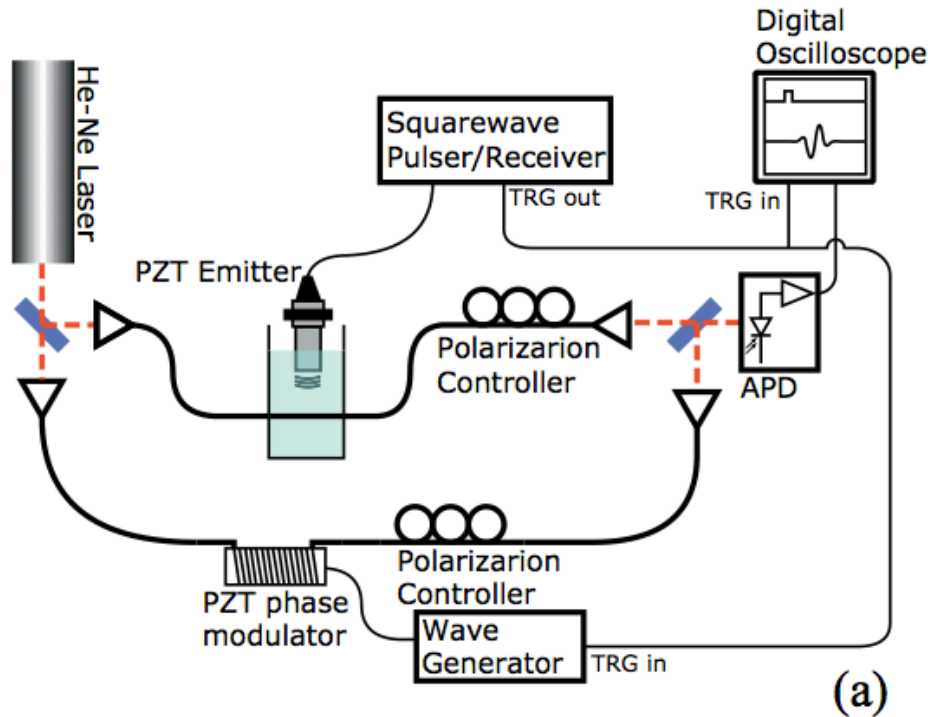 Digital
Oscilloscope
He-Ne Laser
Squarewave
Pulser/Receiver
TRG out
TRG in
PZT Emitter
Polarizarion
Controller
APD
Polarizarion
Controller
PZT phase
modulator
Wave
Generator
TRG in
(a)